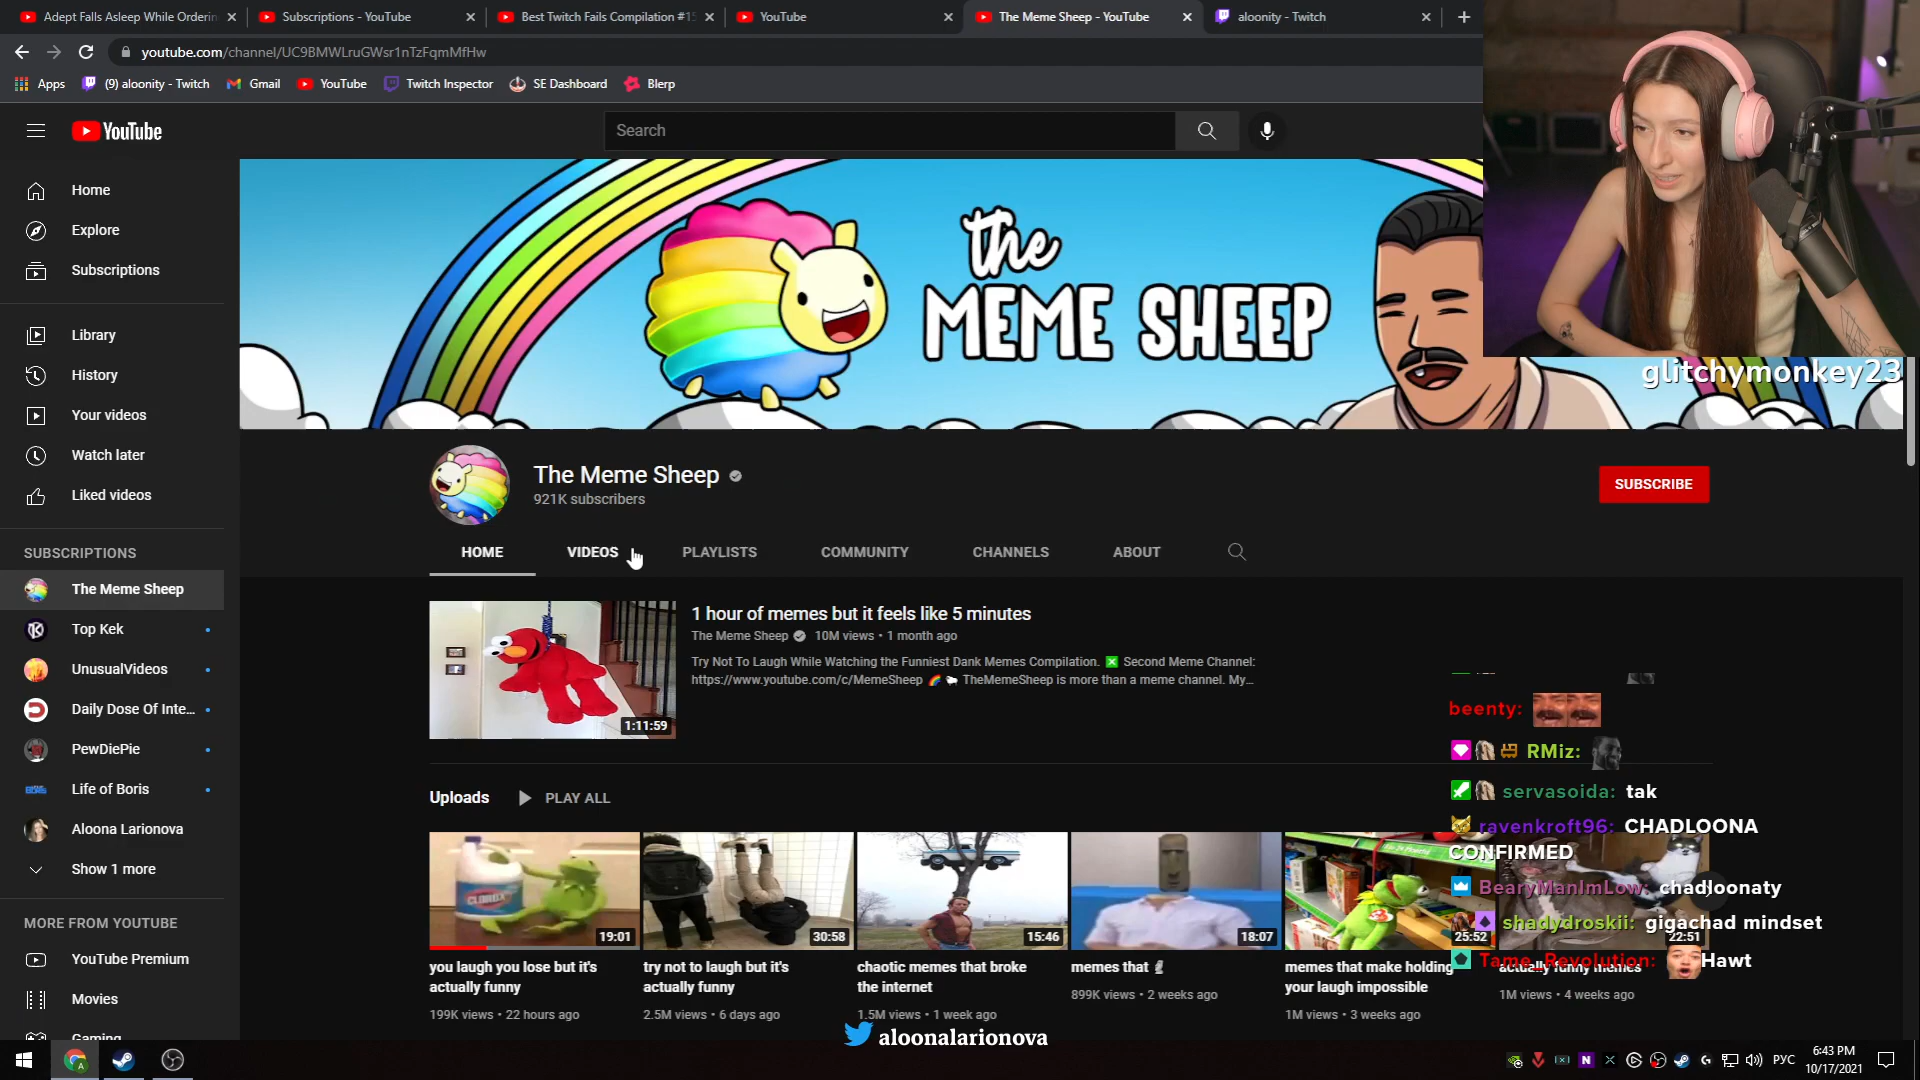 Adept Falls Asleep While Orderin
Subscriptions - YouTube
Best Twitch Fails Compilation #15
YouTube
The Meme Sheep - YouTube
aloonity - Twitch
youtube.com/channel/UC9BMWLruGWsr1nTzFqmMfHw
Apps
(9) aloonity - Twitch
Gmail
YouTube
Twitch Inspector
SE Dashboard
Blerp
YouTube
Search
Home
Explore
Subscriptions
Library
History
Your videos
Watch later
Liked videos
SUBSCRIPTIONS
The Meme Sheep
Top Kek
UnusualVideos
Daily Dose Of Inte...
PewDiePie
Life of Boris
Aloona Larionova
Show 1 more
MORE FROM YOUTUBE
YouTube Premium
Movies
Gaming
the
MEME SHEEP
glitchymonkey23
The Meme Sheep
921K subscribers
SUBSCRIBE
HOME
VIDEOS
PLAYLISTS
COMMUNITY
CHANNELS
ABOUT
1:11:59
1 hour of memes but it feels like 5 minutes
The Meme Sheep 10M views • 1 month ago
Try Not To Laugh While Watching the Funniest Dank Memes Compilation. Second Meme Channel:
https://www.youtube.com/c/MemeSheep TheMemeSheep is more than a meme channel. My...
Uploads
PLAY ALL
CLOROX
19:01
you laugh you lose but it's
actually funny
199K views • 22 hours ago
30:58
try not to laugh but it's
actually funny
2.5M views • 6 days ago
15:46
chaotic memes that broke
the internet
1.5M views • 1 week ago
18:07
memes that
899K views • 2 weeks ago
25:52
memes that make holding
your laugh impossible
1M views • 3 weeks ago
22:51
actually funny memes
1M views • 4 weeks ago
beenty:
RMiz:
servasoida: tak
ravenkroft96: CHADLOONA
CONFIRMED
BearyManImLow: chadloonaty
shadydroskii: gigachad mindset
Tame_Revolution: Hawt
aloonalarionova
РУС
6:43 PM
10/17/2021